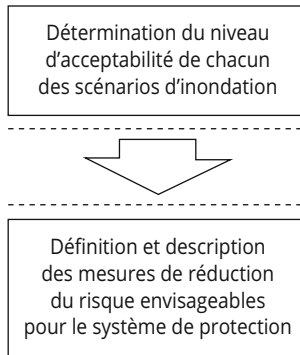 Détermination du niveau
d’acceptabilité de chacun
des scénarios d’inondation
Définition et description
des mesures de réduction
du risque envisageables
pour le système de protection